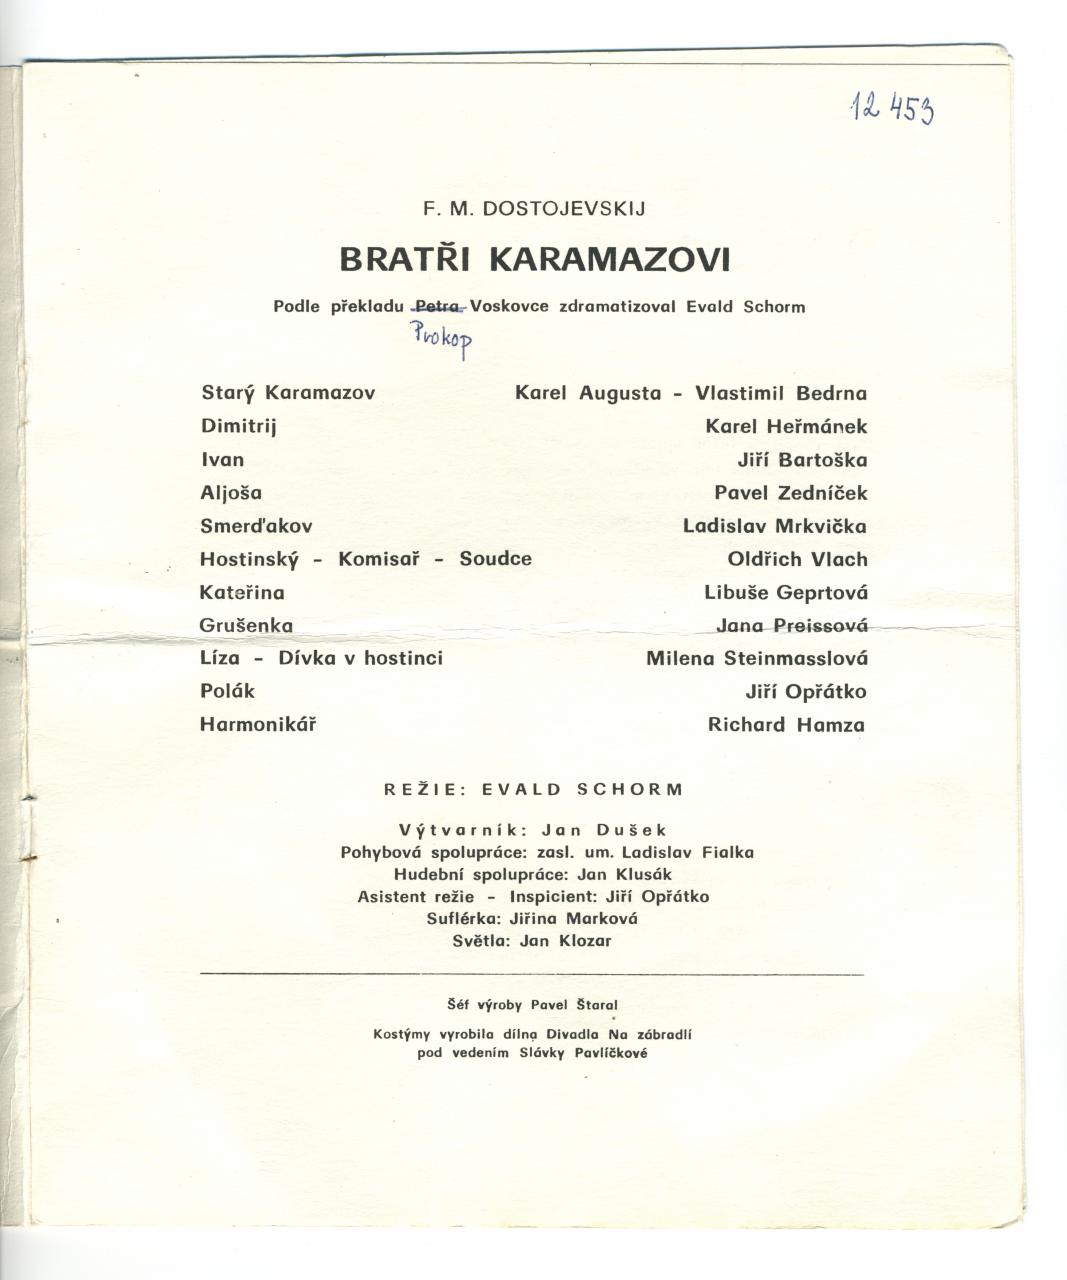 12 453
F. M. DOSTOJEVSKIJ
BRATŘI KARAMAZOVI
Podle překladu Petra Voskovce zdramatizoval Evald Schorm
Prokop
Starý Karamazov Karel Augusta - Vlastimil Bedrna
Dimitrij Karel Heřmánek
Ivan Jiří Bartoška
Aljoša Pavel Zedníček
Smerďakov Ladislav Mrkvička
Hostinský - Komisař - Soudce Oldřich Vlach
Kateřina Libuše Geprtová
Grušenka Jana Preissová
Líza - Dívka v hostinci Milena Steinmasslová
Polák Jiří Opřátko
Harmonikář Richard Hamza
REŽIE: EVALD SCHORM
Výtvarník: Jan Dušek
Pohybová spolupráce: zasl. um. Ladislav Fialka
Hudební spolupráce: Jan Klusák
Asistent režie - Inspicient: Jiří Opřátko
Suflérka: Jiřina Marková
Světla: Jan Klozar
Šéf výroby Pavel Štaral
Kostýmy vyrobila dílna Divadla Na zábradlí
pod vedením Slávky Pavlíčkové